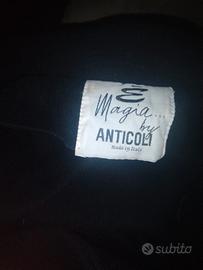 E
Magia...
by
ANTICOLI
Made in Italy
subito